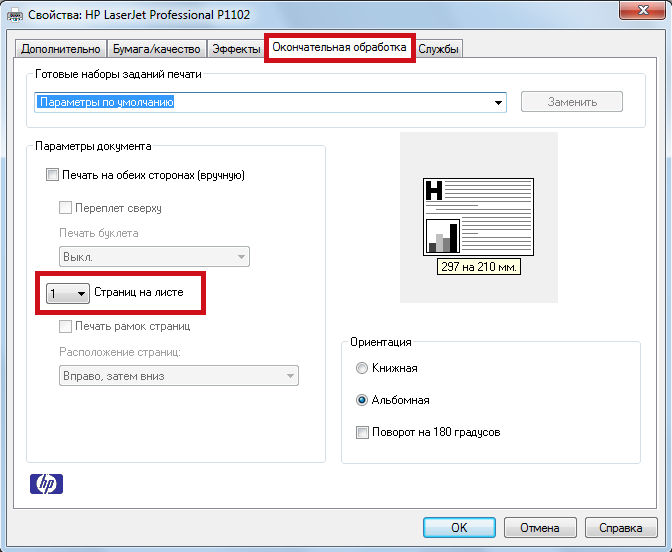 Свойства: HP LaserJet Professional P1102
Дополнительно Бумага/качество Эффекты Окончательная обработка Службы
Готовые наборы заданий печати
Параметры по умолчанию Заменить
Параметры документа
Печать на обеих сторонах (вручную)
Переплет сверху
Печать буклета
Выкл.
1 Страниц на листе
Печать рамок страниц
Расположение страниц:
Вправо, затем вниз
H
297 на 210 мм.
Ориентация
Книжная
Альбомная
Поворот на 180 градусов
hp
OK Отмена Справка